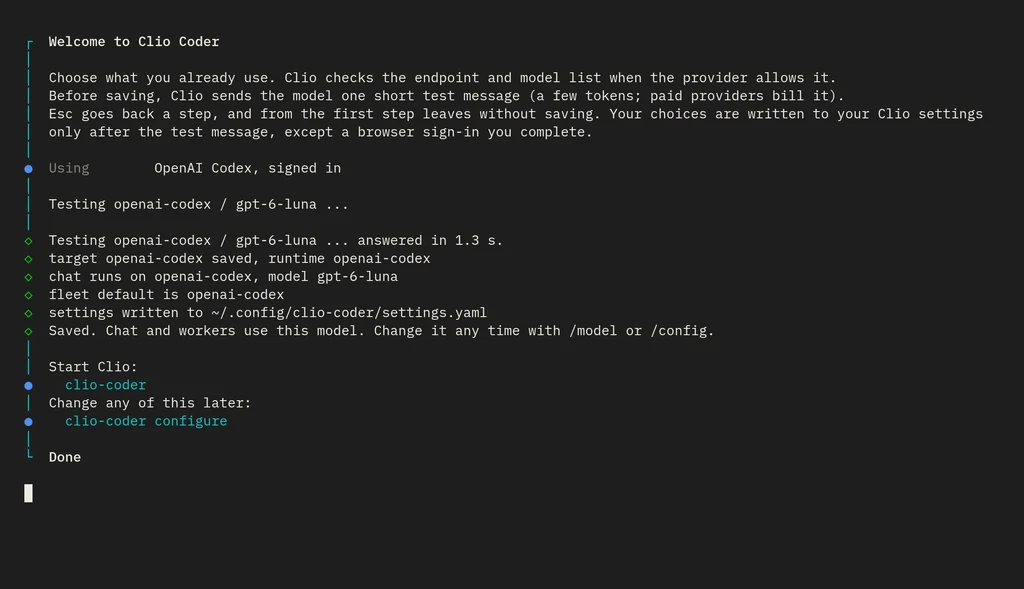 Welcome to Clio Coder
Choose what you already use. Clio checks the endpoint and model list when the provider allows it.
Before saving, Clio sends the model one short test message (a few tokens; paid providers bill it).
Esc goes back a step, and from the first step leaves without saving. Your choices are written to your Clio settings
only after the test message, except a browser sign-in you complete.
Using OpenAI Codex, signed in
Testing openai-codex / gpt-6-luna ...
Testing openai-codex / gpt-6-luna ... answered in 1.3 s.
target openai-codex saved, runtime openai-codex
chat runs on openai-codex, model gpt-6-luna
fleet default is openai-codex
settings written to ~/.config/clio-coder/settings.yaml
Saved. Chat and workers use this model. Change it any time with /model or /config.
Start Clio:
clio-coder
Change any of this later:
clio-coder configure
Done